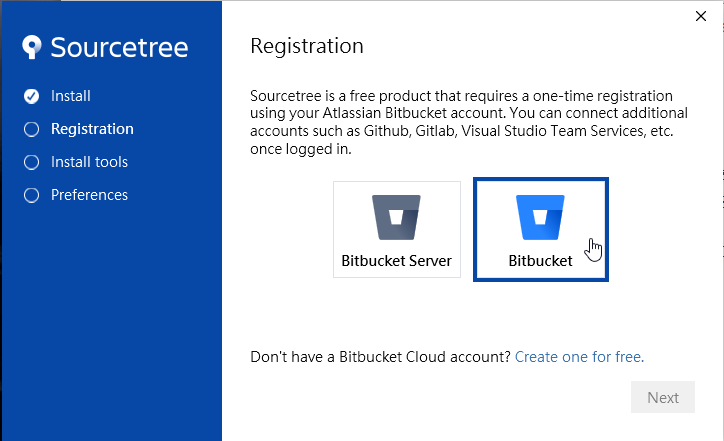 Sourcetree
Install
Registration
Install tools
Preferences
Registration
Sourcetree is a free product that requires a one-time registration
using your Atlassian Bitbucket account. You can connect additional
accounts such as Github, Gitlab, Visual Studio Team Services, etc.
once logged in.
Bitbucket Server
Bitbucket
Don't have a Bitbucket Cloud account? Create one for free.
Next